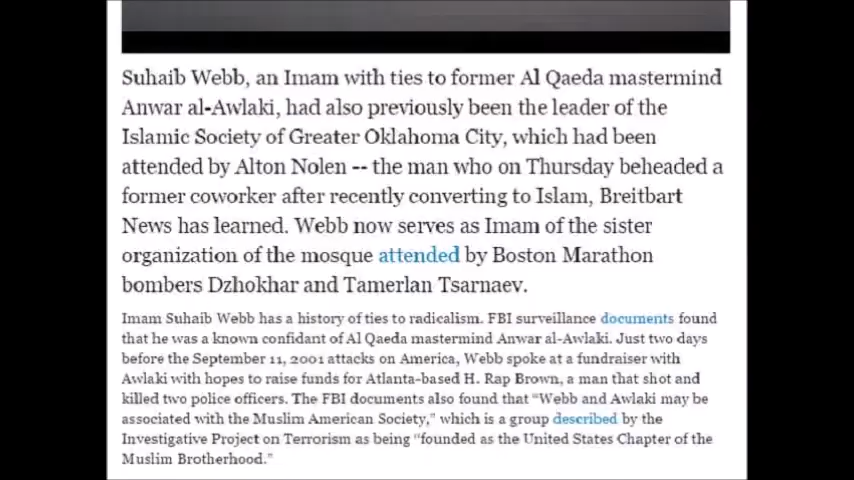 Suhaib Webb, an Imam with ties to former Al Qaeda mastermind
Anwar al-Awlaki, had also previously been the leader of the
Islamic Society of Greater Oklahoma City, which had been
attended by Alton Nolen -- the man who on Thursday beheaded a
former coworker after recently converting to Islam, Breitbart
News has learned. Webb now serves as Imam of the sister
organization of the mosque attended by Boston Marathon
bombers Dzhokhar and Tamerlan Tsarnaev.
Imam Suhaib Webb has a history of ties to radicalism. FBI surveillance documents found
that he was a known confidant of Al Qaeda mastermind Anwar al-Awlaki. Just two days
before the September 11, 2001 attacks on America, Webb spoke at a fundraiser with
Awlaki with hopes to raise funds for Atlanta-based H. Rap Brown, a man that shot and
killed two police officers. The FBI documents also found that “Webb and Awlaki may be
associated with the Muslim American Society,” which is a group described by the
Investigative Project on Terrorism as being “founded as the United States Chapter of the
Muslim Brotherhood.”